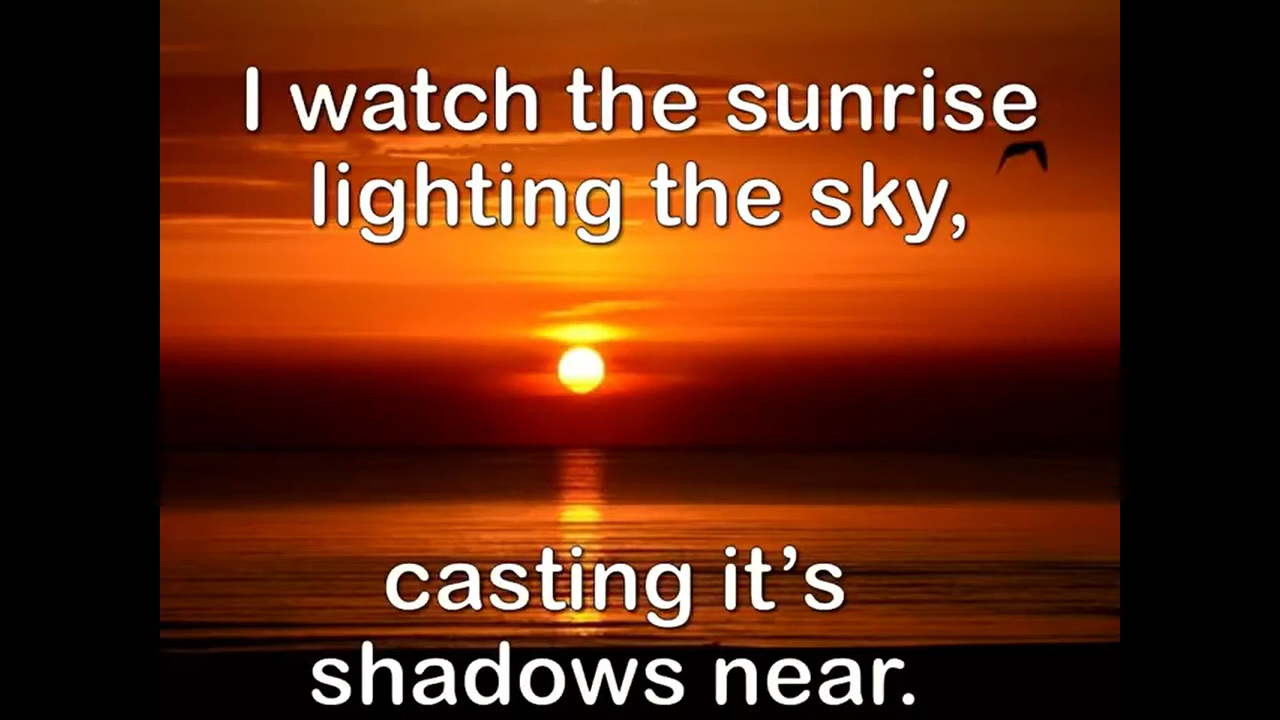 I watch the sunrise
lighting the sky,
casting it’s
shadows near.